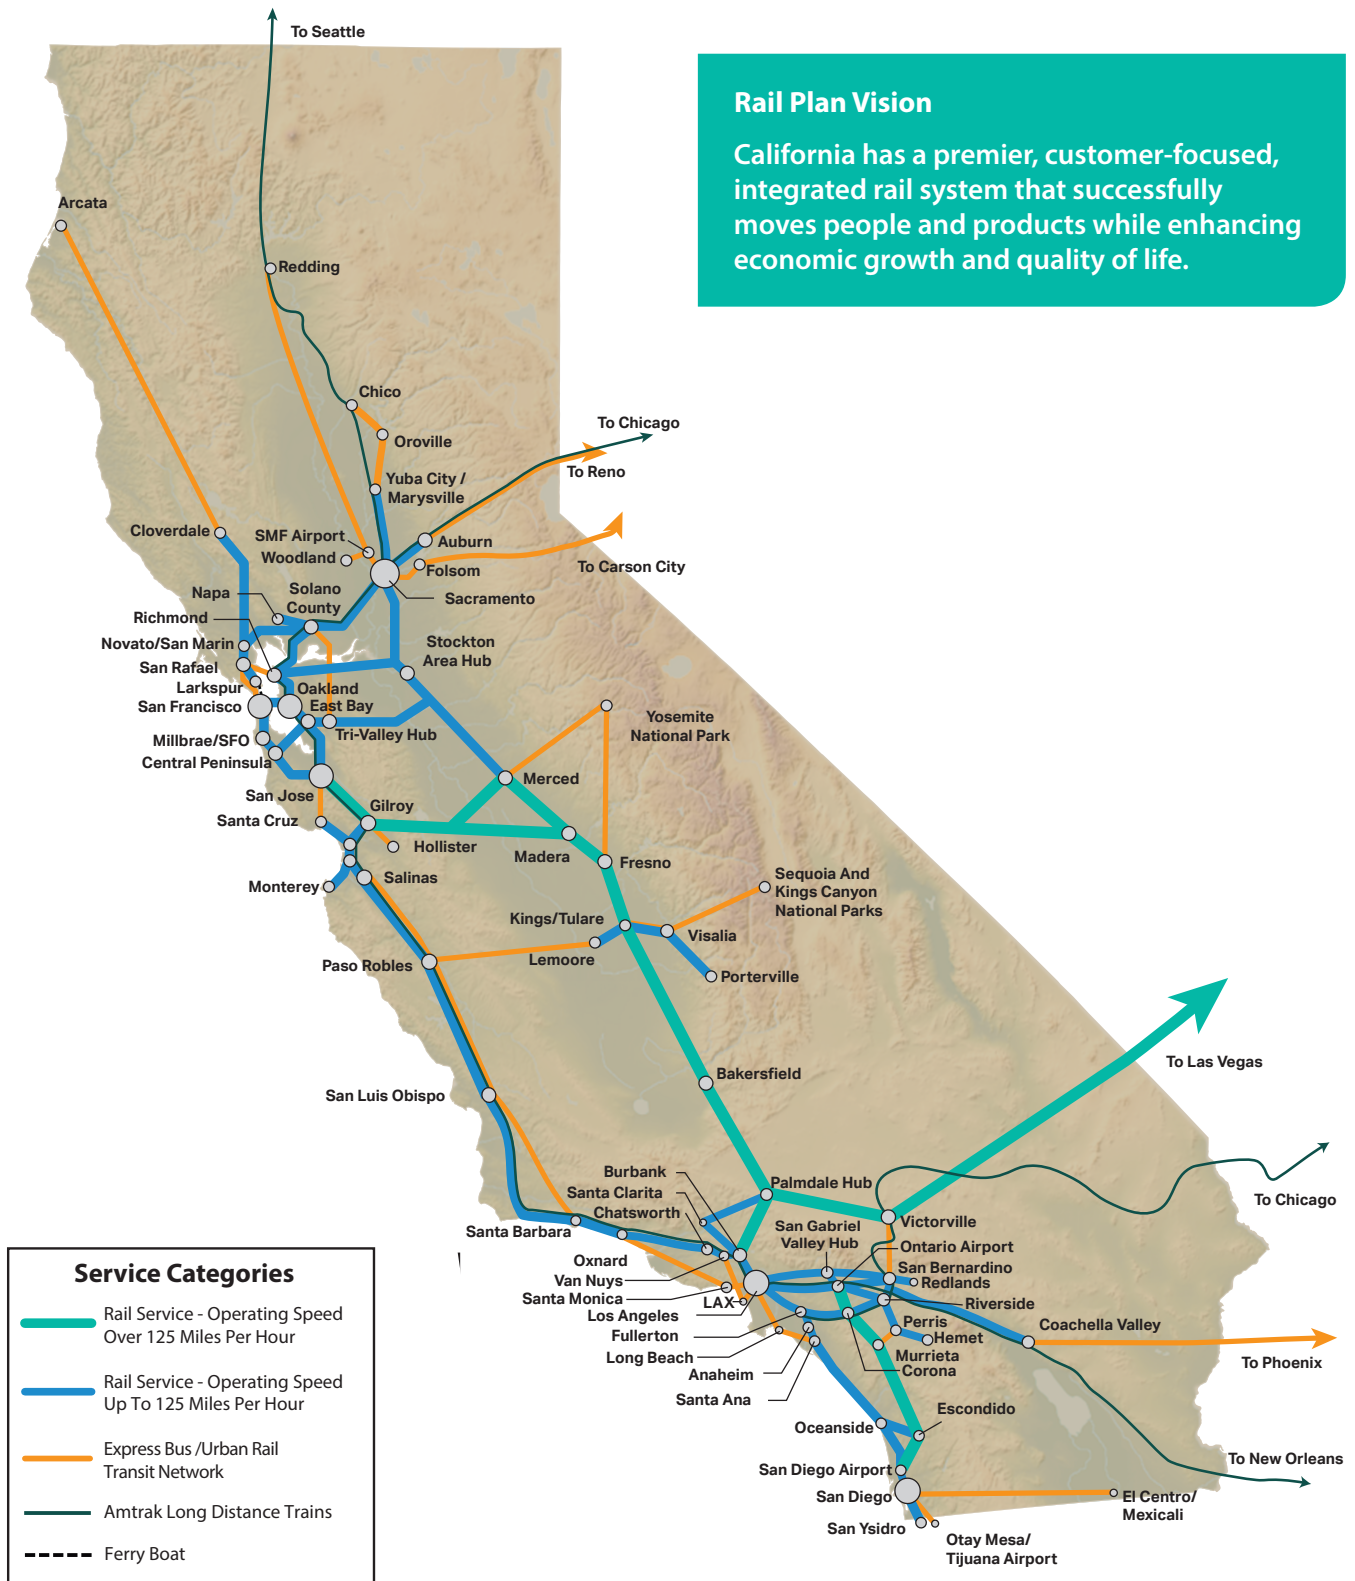 To Seattle
Rail Plan Vision
California has a premier, customer-focused,
integrated rail system that successfully
moves people and products while enhancing
economic growth and quality of life.
Arcata
Redding
Chico
To Chicago
Oroville
To Reno
Yuba City /
Marysville
Cloverdale
SMF Airport
Woodland
Auburn
Folsom
To Carson City
Napa
Solano
County
Sacramento
Richmond
Novato/San Marin
Stockton
Area Hub
San Rafael
Larkspur
Oakland
San Francisco
East Bay
Yosemite
National Park
Tri-Valley Hub
Millbrae/SFO
Central Peninsula
Merced
San Jose
Gilroy
Santa Cruz
Hollister
Madera
Fresno
Monterey
Salinas
Sequoia And
Kings Canyon
National Parks
Kings/Tulare
Visalia
Lemoore
Paso Robles
Porterville
To Las Vegas
Bakersfield
San Luis Obispo
Burbank
Palmdale Hub
Santa Clarita
To Chicago
Chatsworth
San Gabriel
Valley Hub
Victorville
Santa Barbara
Ontario Airport
Oxnard
San Bernardino
Van Nuys
Redlands
Santa Monica
LAX
Riverside
Los Angeles
Perris
Coachella Valley
Fullerton
Hemet
Long Beach
Murrieta
To Phoenix
Anaheim
Corona
Santa Ana
Escondido
Oceanside
To New Orleans
San Diego Airport
San Diego
El Centro/
Mexicali
San Ysidro
Otay Mesa/
Tijuana Airport
Service Categories
Rail Service - Operating Speed
Over 125 Miles Per Hour
Rail Service - Operating Speed
Up To 125 Miles Per Hour
Express Bus /Urban Rail
Transit Network
Amtrak Long Distance Trains
Ferry Boat